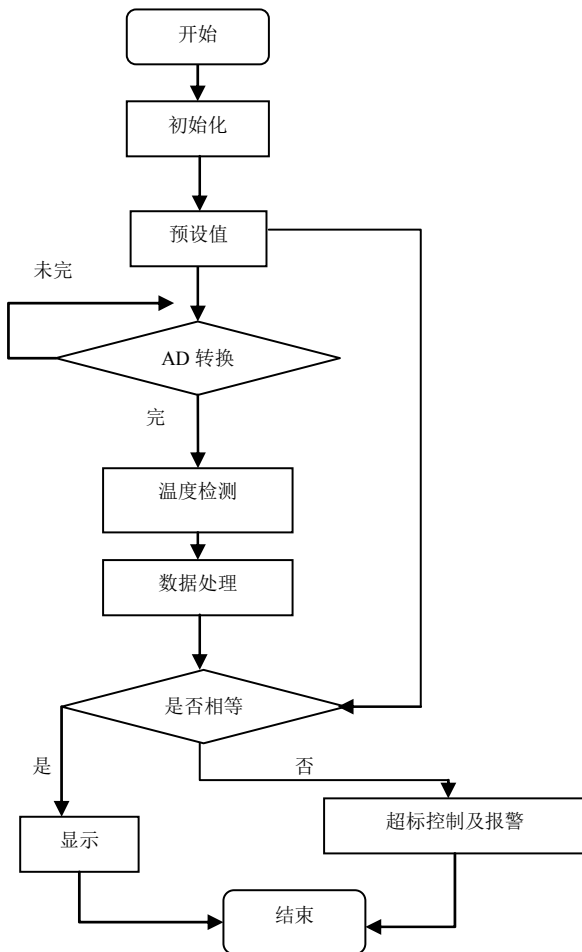 开始
初始化
预设值
未完
AD 转换
完
温度检测
数据处理
是否相等
是
否
显示
超标控制及报警
结束